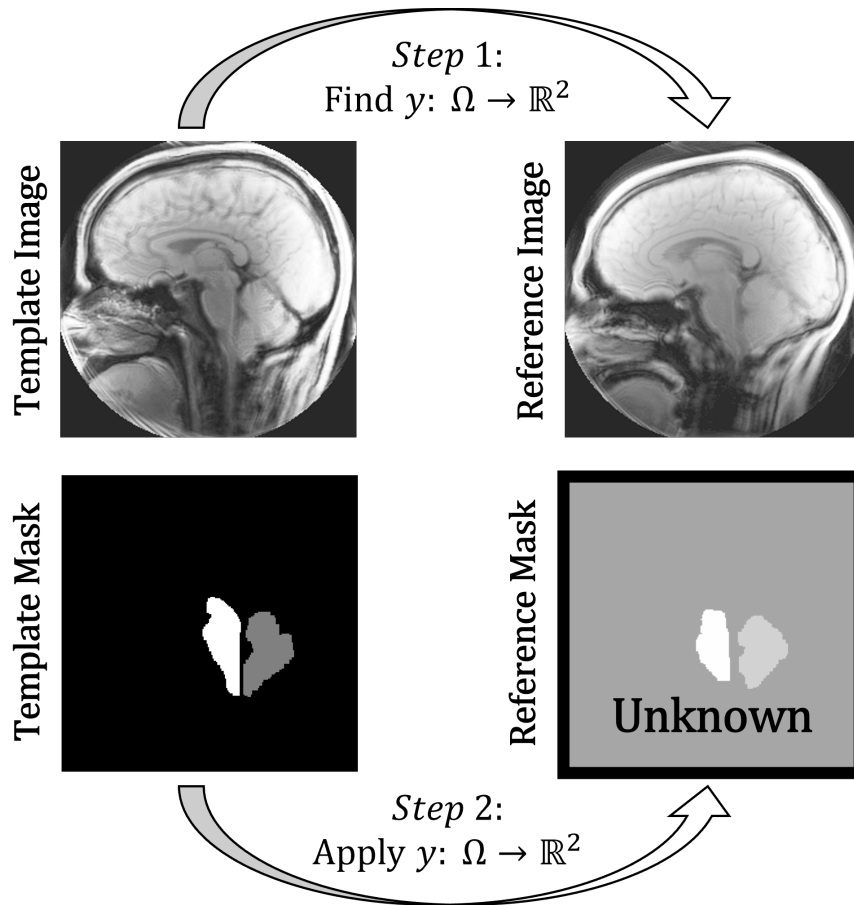 Step 1:
Find y: Ω → ℝ²
Template Image
Reference Image
Template Mask
Reference Mask
Unknown
Step 2:
Apply y: Ω → ℝ²